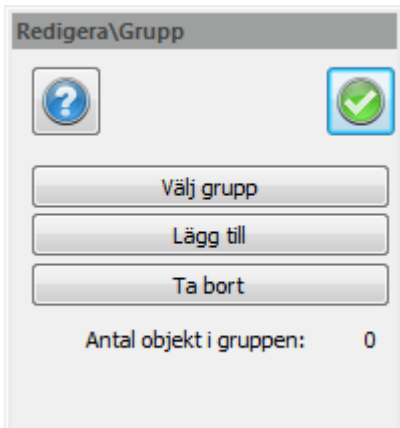 Redigera\Grupp
Välj grupp
Lägg till
Ta bort
Antal objekt i gruppen: 0